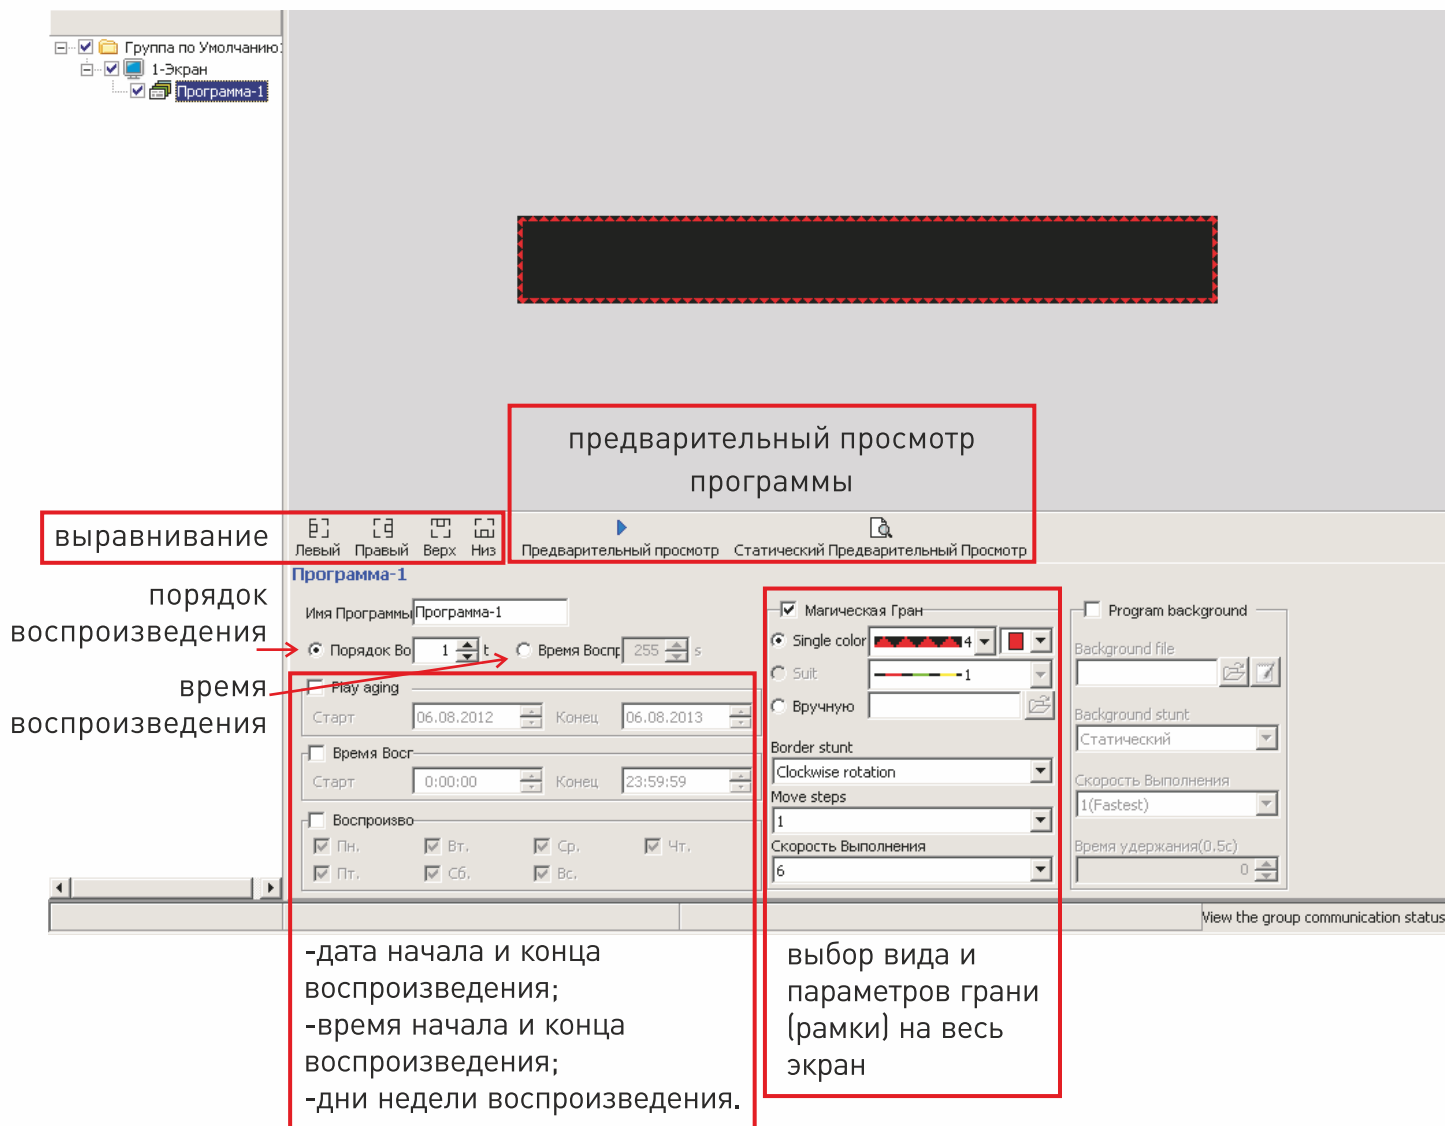 Группа по Умолчанию
1-Экран
Программа-1
предварительный просмотр
программы
выравнивание
Левый Правый Верх Низ
Предварительный просмотр Статический Предварительный Просмотр
Программа-1
порядок
воспроизведения
время
воспроизведения
Имя Программы Программа-1
Порядок Во 1 t Время Воспр 255 s
Play aging
Старт 06.08.2012 Конец 06.08.2013
Время Восг
Старт 0:00:00 Конец 23:59:59
Воспроизво
Пн. Вт. Ср. Чт.
Пт. Сб. Вс.
Магическая Гран
Single color 4
Suit 1
Вручную
Border stunt
Clockwise rotation
Move steps
1
Скорость Выполнения
6
Program background
Background file
Background stunt
Статический
Скорость Выполнения
1(Fastest)
Время удержания(0.5с)
0
View the group communication status
-дата начала и конца
воспроизведения;
-время начала и конца
воспроизведения;
-дни недели воспроизведения.
выбор вида и
параметров грани
(рамки) на весь
экран